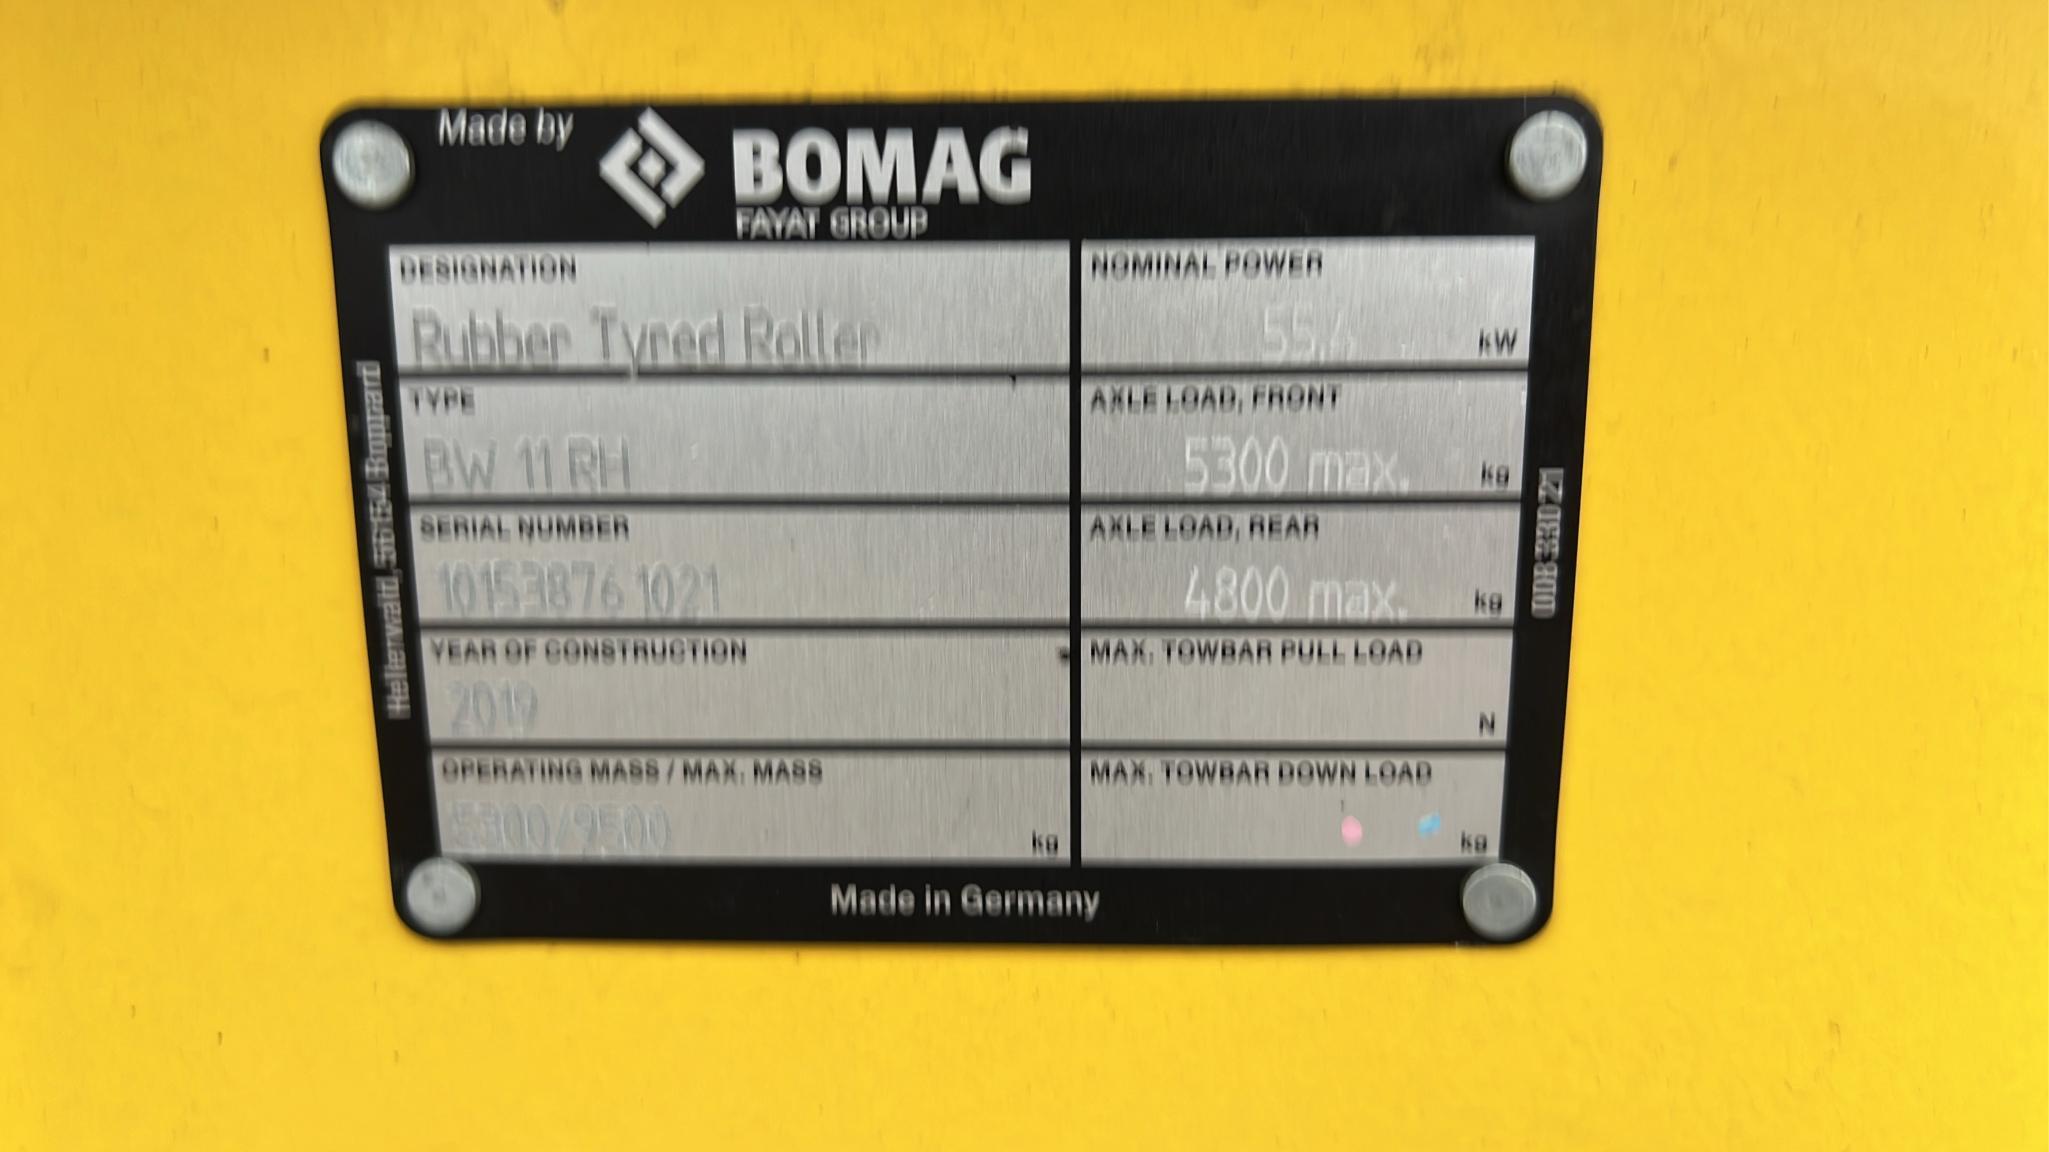 Made by
BOMAG
FAYAT GROUP
DESIGNATION
Rubber Tyred Roller
NOMINAL POWER
55,4 kW
TYPE
BW 11 RH
AXLE LOAD, FRONT
5300 max. kg
SERIAL NUMBER
101538761021
AXLE LOAD, REAR
4800 max. kg
YEAR OF CONSTRUCTION
2019
MAX. TOWBAR PULL LOAD
N
OPERATING MASS / MAX. MASS
5300/9500 kg
MAX. TOWBAR DOWN LOAD
kg
Made in Germany
Hellerwald, 56154 Boppard